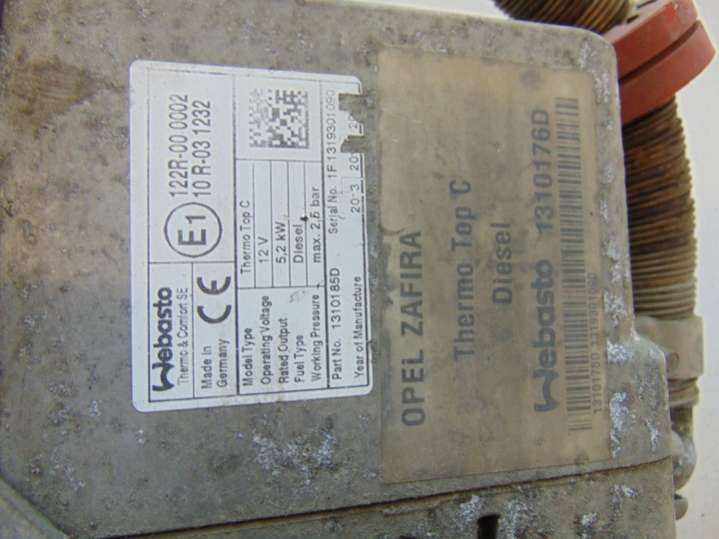 Webasto
Thermo & Comfort SE
Made in
Germany
CE
E1
122R-00 0002
10 R-03 1232
Model Type Thermo Top C
Operating Voltage 12 V
Rated Output 5,2 kW
Fuel Type Diesel
Working Pressure max. 2,5 bar
Part No. 1310185D Serial No. 1F1319301090
Year of Manufacture
OPEL ZAFIRA
Thermo Top C
Diesel
Webasto 1310176D